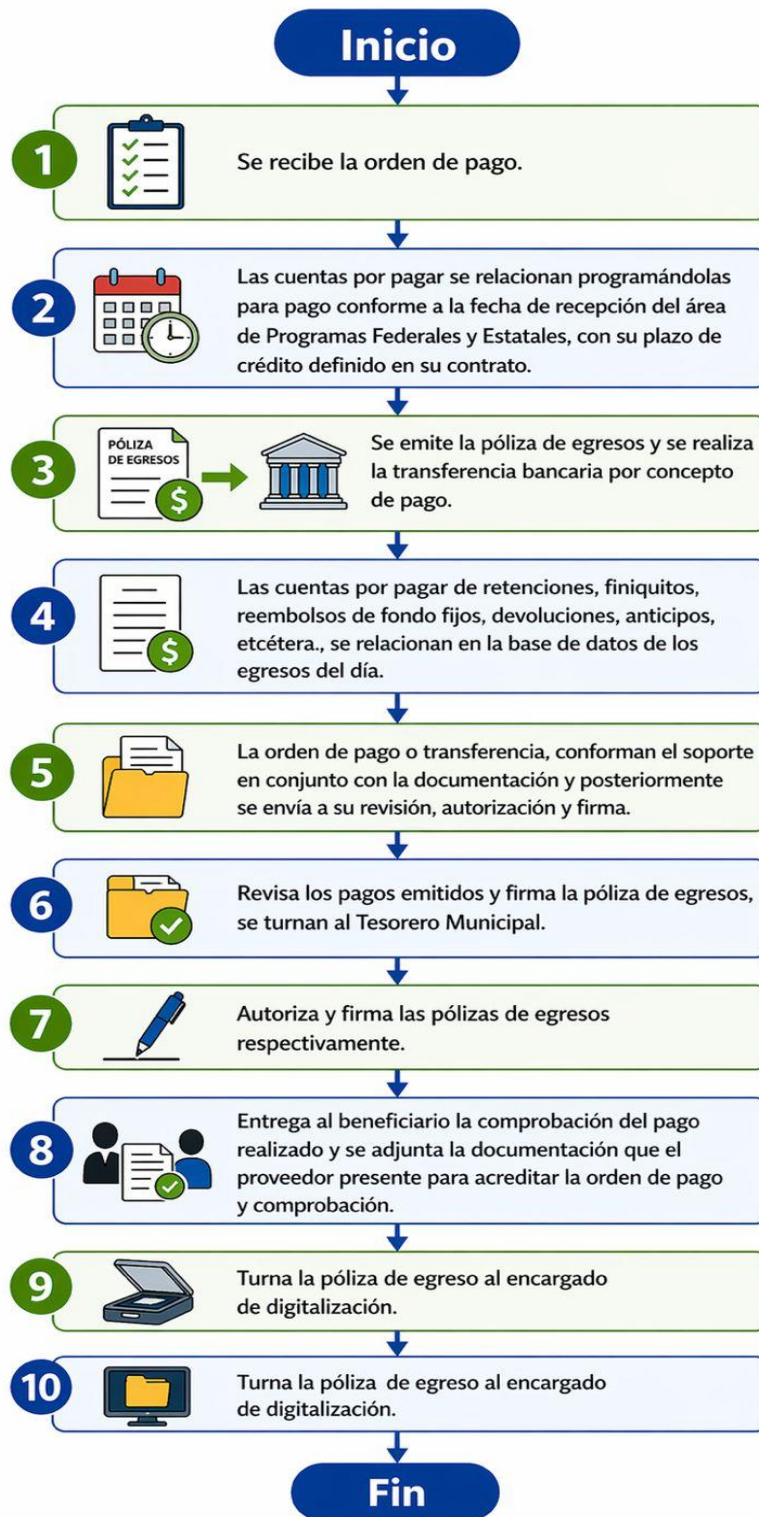 Inicio
1
Se recibe la orden de pago.
2
Las cuentas por pagar se relacionan programándolas
para pago conforme a la fecha de recepción del área
de Programas Federales y Estatales, con su plazo de
crédito definido en su contrato.
3
PÓLIZA
DE EGRESOS
$
Se emite la póliza de egresos y se realiza
la transferencia bancaria por concepto
de pago.
4
$
Las cuentas por pagar de retenciones, finiquitos,
reembolsos de fondo fijos, devoluciones, anticipos,
etcétera., se relacionan en la base de datos de los
egresos del día.
5
La orden de pago o transferencia, conforman el soporte
en conjunto con la documentación y posteriormente
se envía a su revisión, autorización y firma.
6
Revisa los pagos emitidos y firma la póliza de egresos,
se turnan al Tesorero Municipal.
7
Autoriza y firma las pólizas de egresos
respectivamente.
8
Entrega al beneficiario la comprobación del pago
realizado y se adjunta la documentación que el
proveedor presente para acreditar la orden de pago
y comprobación.
9
Turna la póliza de egreso al encargado
de digitalización.
10
Turna la póliza de egreso al encargado
de digitalización.
Fin